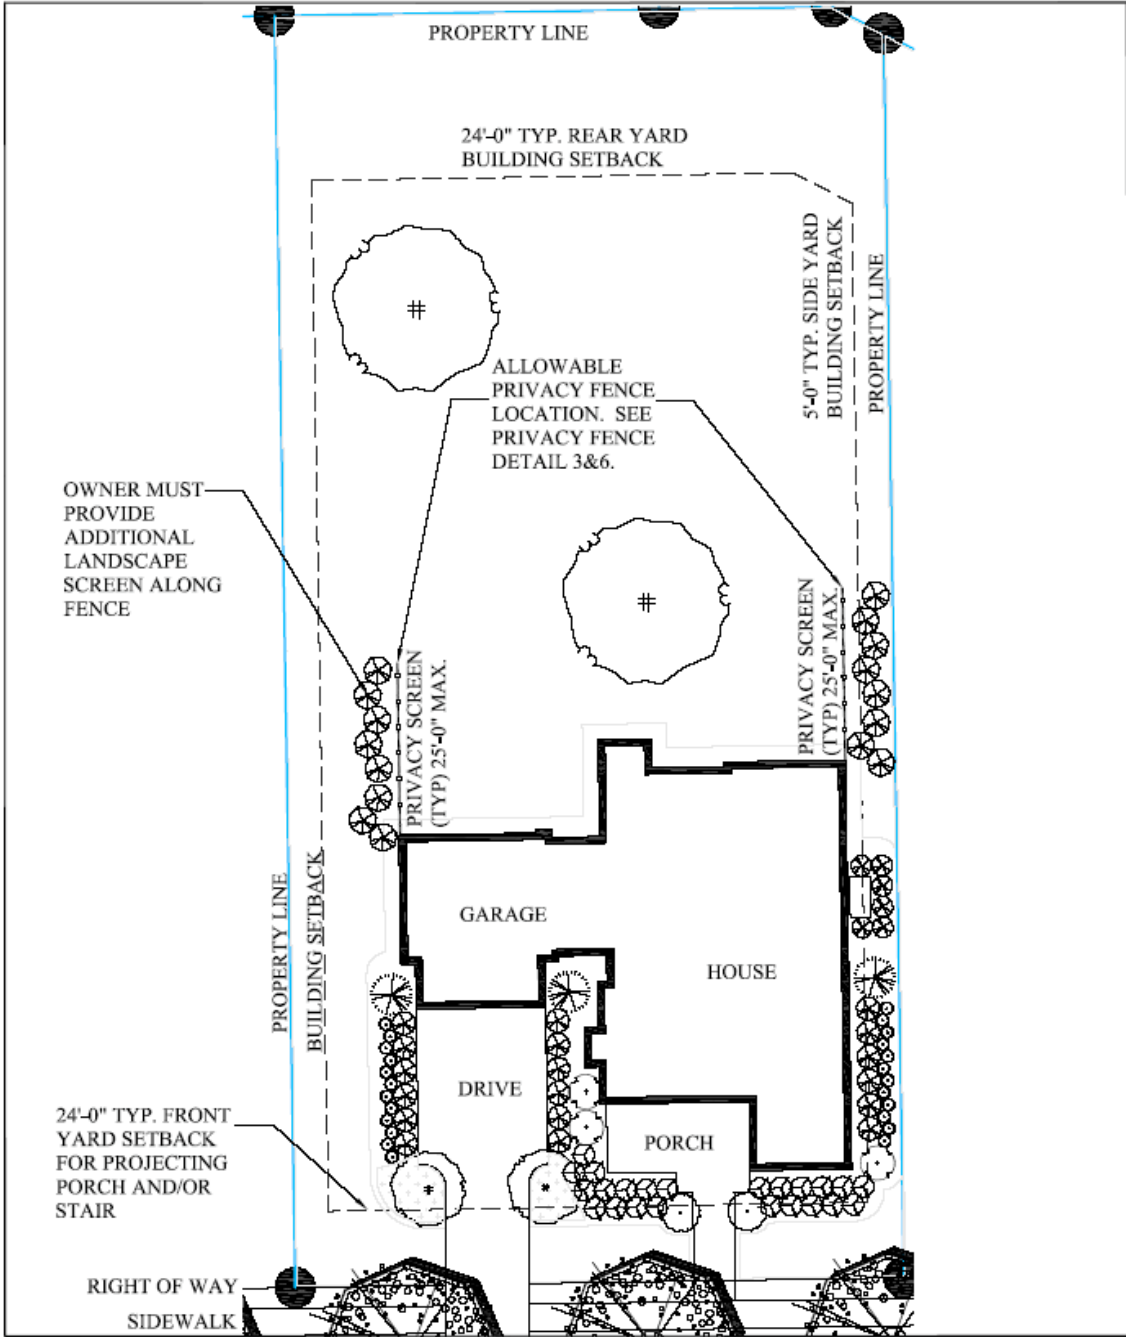 PROPERTY LINE
24'-0" TYP. REAR YARD
BUILDING SETBACK
5'-0" TYP. SIDE YARD
BUILDING SETBACK
PROPERTY LINE
ALLOWABLE
PRIVACY FENCE
LOCATION. SEE
PRIVACY FENCE
DETAIL 3&6.
OWNER MUST
PROVIDE
ADDITIONAL
LANDSCAPE
SCREEN ALONG
FENCE
PRIVACY SCREEN
(TYP) 25'-0" MAX.
PRIVACY SCREEN
(TYP) 25'-0" MAX.
PROPERTY LINE
BUILDING SETBACK
GARAGE
HOUSE
DRIVE
PORCH
24'-0" TYP. FRONT
YARD SETBACK
FOR PROJECTING
PORCH AND/OR
STAIR
RIGHT OF WAY
SIDEWALK